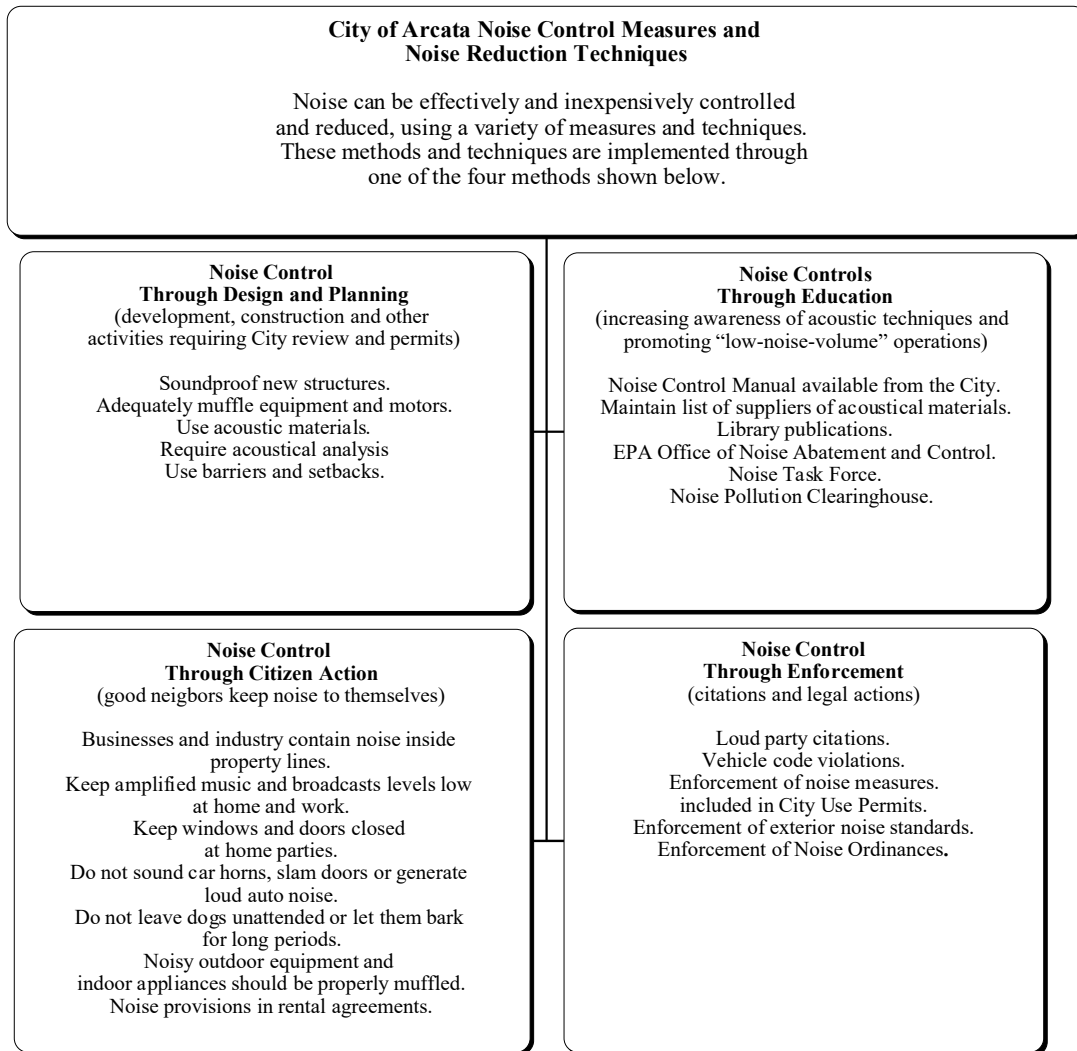 City of Arcata Noise Control Measures and
Noise Reduction Techniques
Noise can be effectively and inexpensively controlled
and reduced, using a variety of measures and techniques.
These methods and techniques are implemented through
one of the four methods shown below.
Noise Control
Through Design and Planning
(development, construction and other
activities requiring City review and permits)
Soundproof new structures.
Adequately muffle equipment and motors.
Use acoustic materials.
Require acoustical analysis
Use barriers and setbacks.
Noise Controls
Through Education
(increasing awareness of acoustic techniques and
promoting “low-noise-volume” operations)
Noise Control Manual available from the City.
Maintain list of suppliers of acoustical materials.
Library publications.
EPA Office of Noise Abatement and Control.
Noise Task Force.
Noise Pollution Clearinghouse.
Noise Control
Through Citizen Action
(good neigbors keep noise to themselves)
Businesses and industry contain noise inside
property lines.
Keep amplified music and broadcasts levels low
at home and work.
Keep windows and doors closed
at home parties.
Do not sound car horns, slam doors or generate
loud auto noise.
Do not leave dogs unattended or let them bark
for long periods.
Noisy outdoor equipment and
indoor appliances should be properly muffled.
Noise provisions in rental agreements.
Noise Control
Through Enforcement
(citations and legal actions)
Loud party citations.
Vehicle code violations.
Enforcement of noise measures.
included in City Use Permits.
Enforcement of exterior noise standards.
Enforcement of Noise Ordinances.